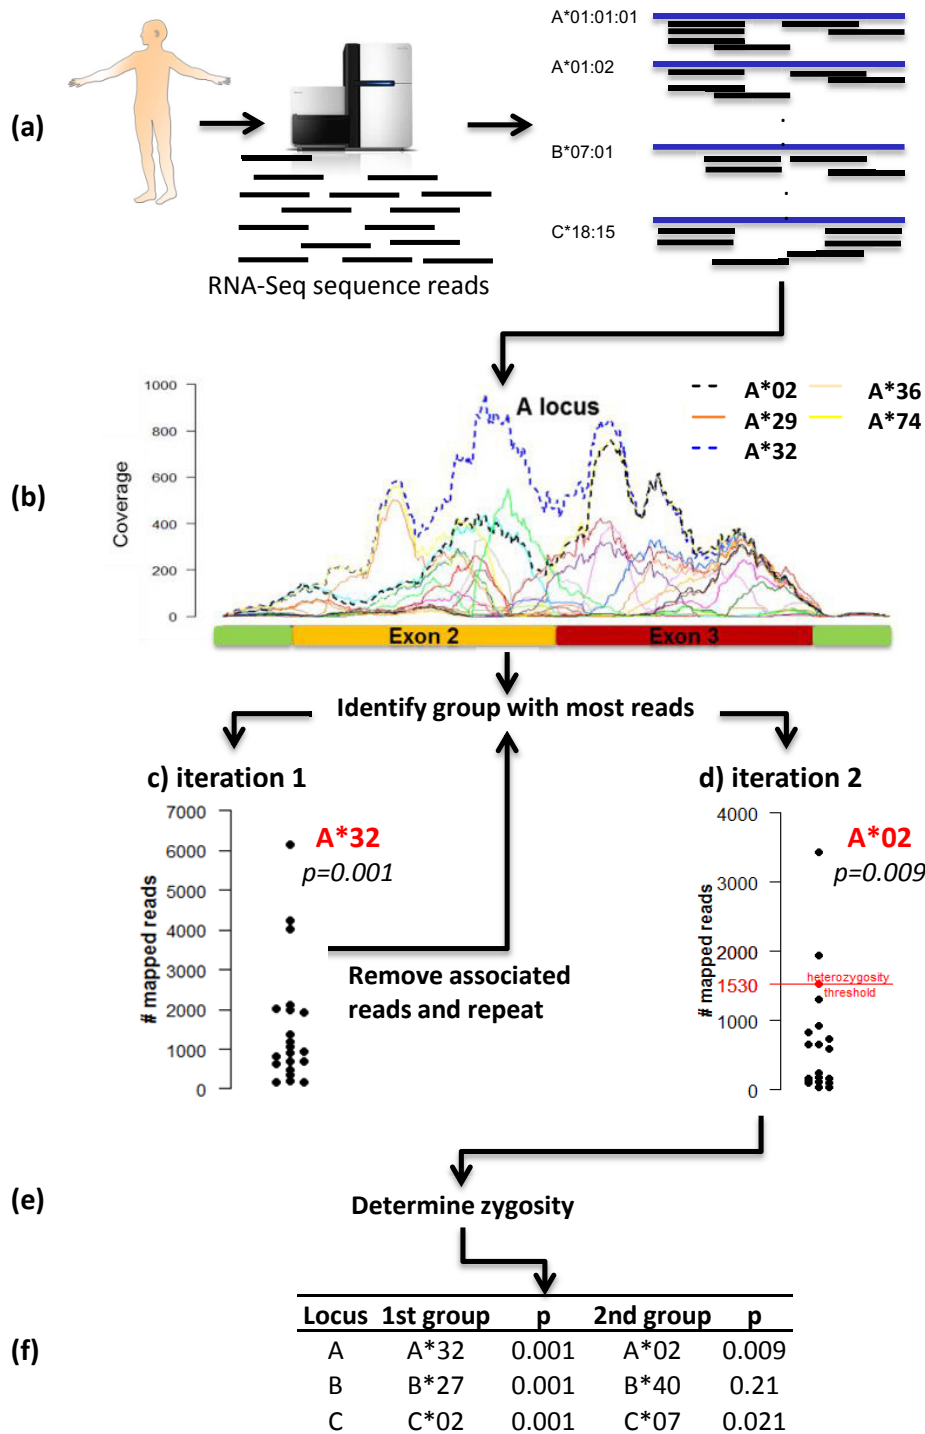 (a)
A*01:01:01
A*01:02
B*07:01
C*18:15
RNA-Seq sequence reads
(b)
Coverage
1000
800
600
400
200
0
A locus
A*02
A*29
A*32
A*36
A*74
Exon 2
Exon 3
Identify group with most reads
c) iteration 1
# mapped reads
7000
6000
5000
4000
3000
2000
1000
0
A*32
p=0.001
Remove associated
reads and repeat
d) iteration 2
# mapped reads
4000
3000
2000
1530
1000
0
A*02
p=0.009
heterozygosity
threshold
(e)
Determine zygosity
(f)
Locus 1st group p 2nd group p
A A*32 0.001 A*02 0.009
B B*27 0.001 B*40 0.21
C C*02 0.001 C*07 0.021